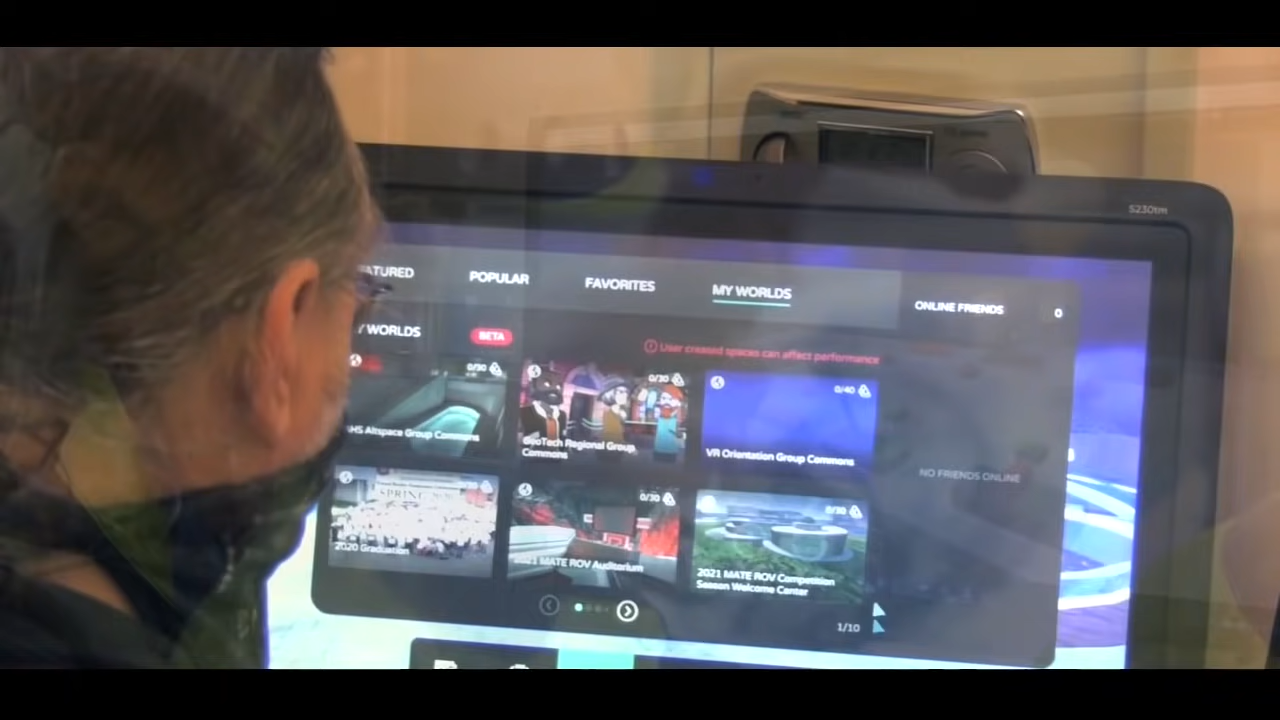 S230tm
ATURED POPULAR FAVORITES MY WORLDS ONLINE FRIENDS 0
Y WORLDS BETA
User created spaces can affect performance
0/30 0/30 0/40
HS Altspace Group Commons
GeoTech Regional Group
Commons
VR Orientation Group Commons
SPRING
0/30 0/30
2020 Graduation
2021 MATE ROV Auditorium
2021 MATE ROV Competition
Season Welcome Center
NO FRIENDS ONLINE
1/10